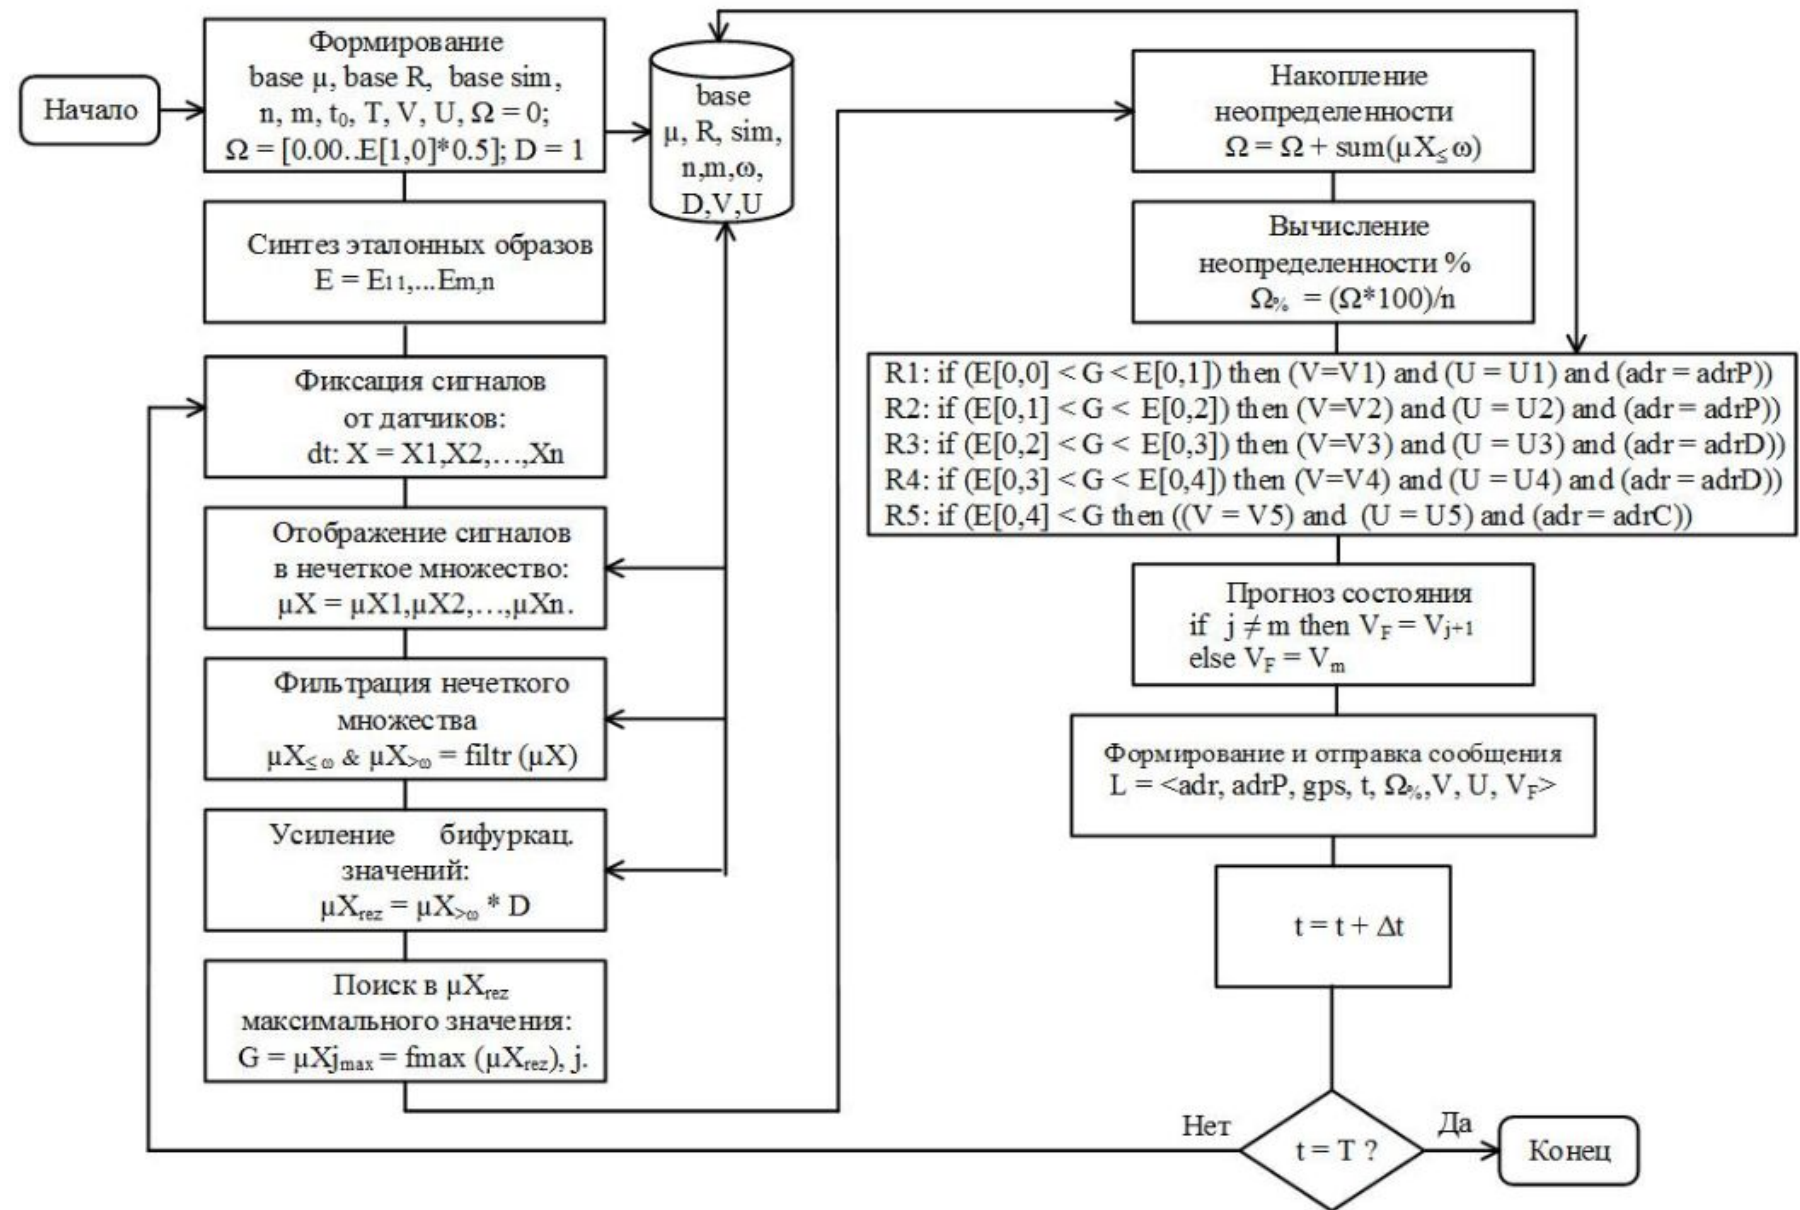 Начало
Формирование
base µ, base R, base sim,
n, m, t₀, T, V, U, Ω = 0;
Ω = [0.00..E[1,0]*0.5]; D = 1
base
µ, R, sim,
n,m,ω,
D,V,U
Синтез эталонных образов
E = E₁₁,...Em,n
Фиксация сигналов
от датчиков:
dt: X = X1,X2,…,Xn
Отображение сигналов
в нечеткое множество:
µX = µX1,µX2,…,µXn.
Фильтрация нечеткого
множества
µX≤ω & µX>ω = filtr (µX)
Усиление бифуркац.
значений:
µXrez = µX>ω * D
Поиск в µXrez
максимального значения:
G = µXjmax = fmax (µXrez), j.
Накопление
неопределенности
Ω = Ω + sum(µX≤ω)
Вычисление
неопределенности %
Ω% = (Ω*100)/n
R1: if (E[0,0] < G < E[0,1]) then (V=V1) and (U = U1) and (adr = adrP))
R2: if (E[0,1] < G < E[0,2]) then (V=V2) and (U = U2) and (adr = adrP))
R3: if (E[0,2] < G < E[0,3]) then (V=V3) and (U = U3) and (adr = adrD))
R4: if (E[0,3] < G < E[0,4]) then (V=V4) and (U = U4) and (adr = adrD))
R5: if (E[0,4] < G then ((V = V5) and (U = U5) and (adr = adrC))
Прогноз состояния
if j ≠ m then VF = Vj+1
else VF = Vm
Формирование и отправка сообщения
L = <adr, adrP, gps, t, Ω%,V, U, VF>
t = t + Δt
t = T ?
Нет
Да
Конец